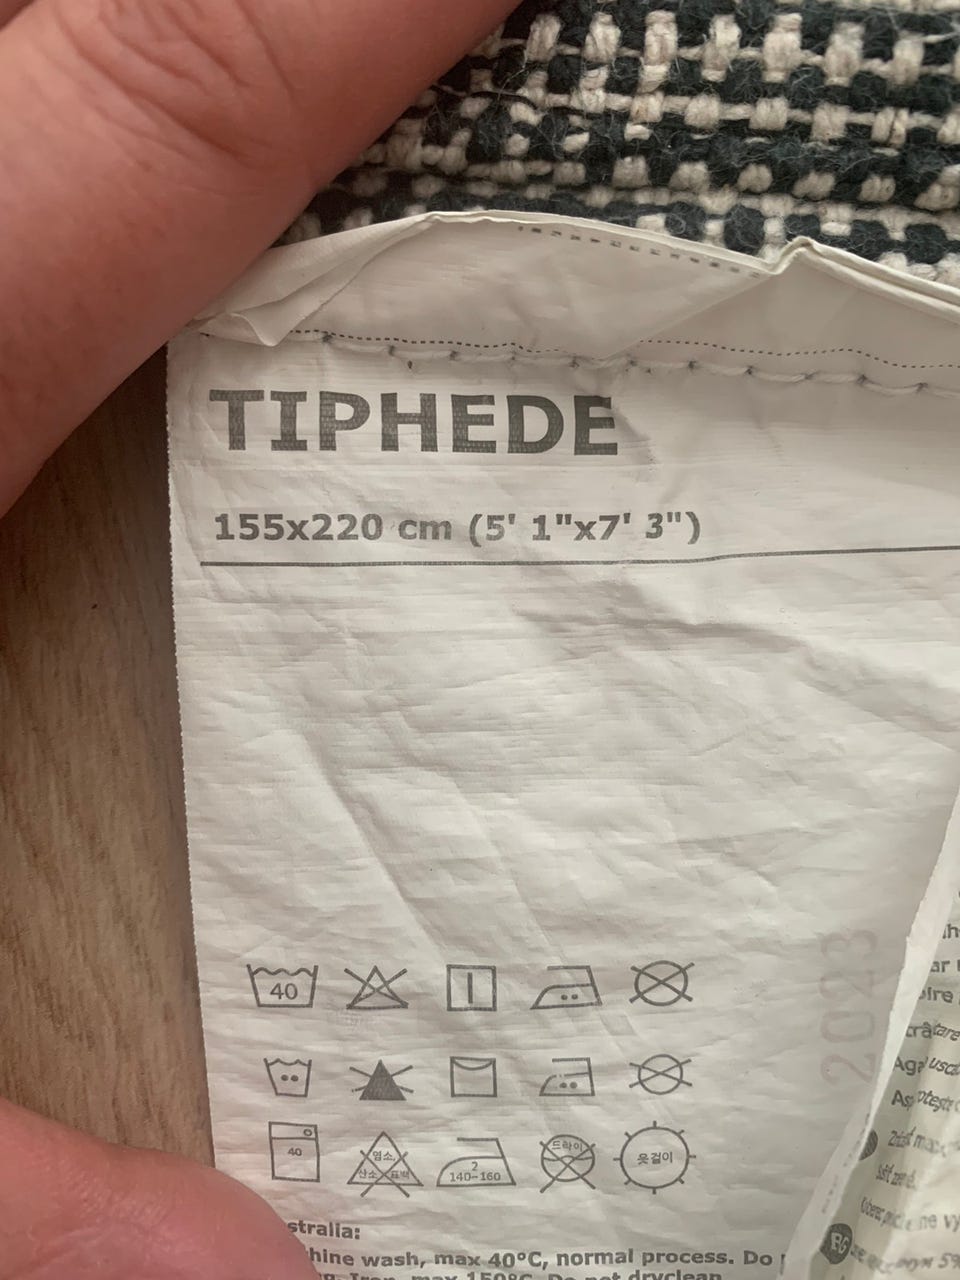 TIPHEDE
155x220 cm (5' 1"x7' 3")
40
40
염소,
산소 표백
2
140-160
드라이
옷걸이
2023
stralia:
hine wash, max 40°C, normal process. Do
Iron, max 150°C. Do not dryclean